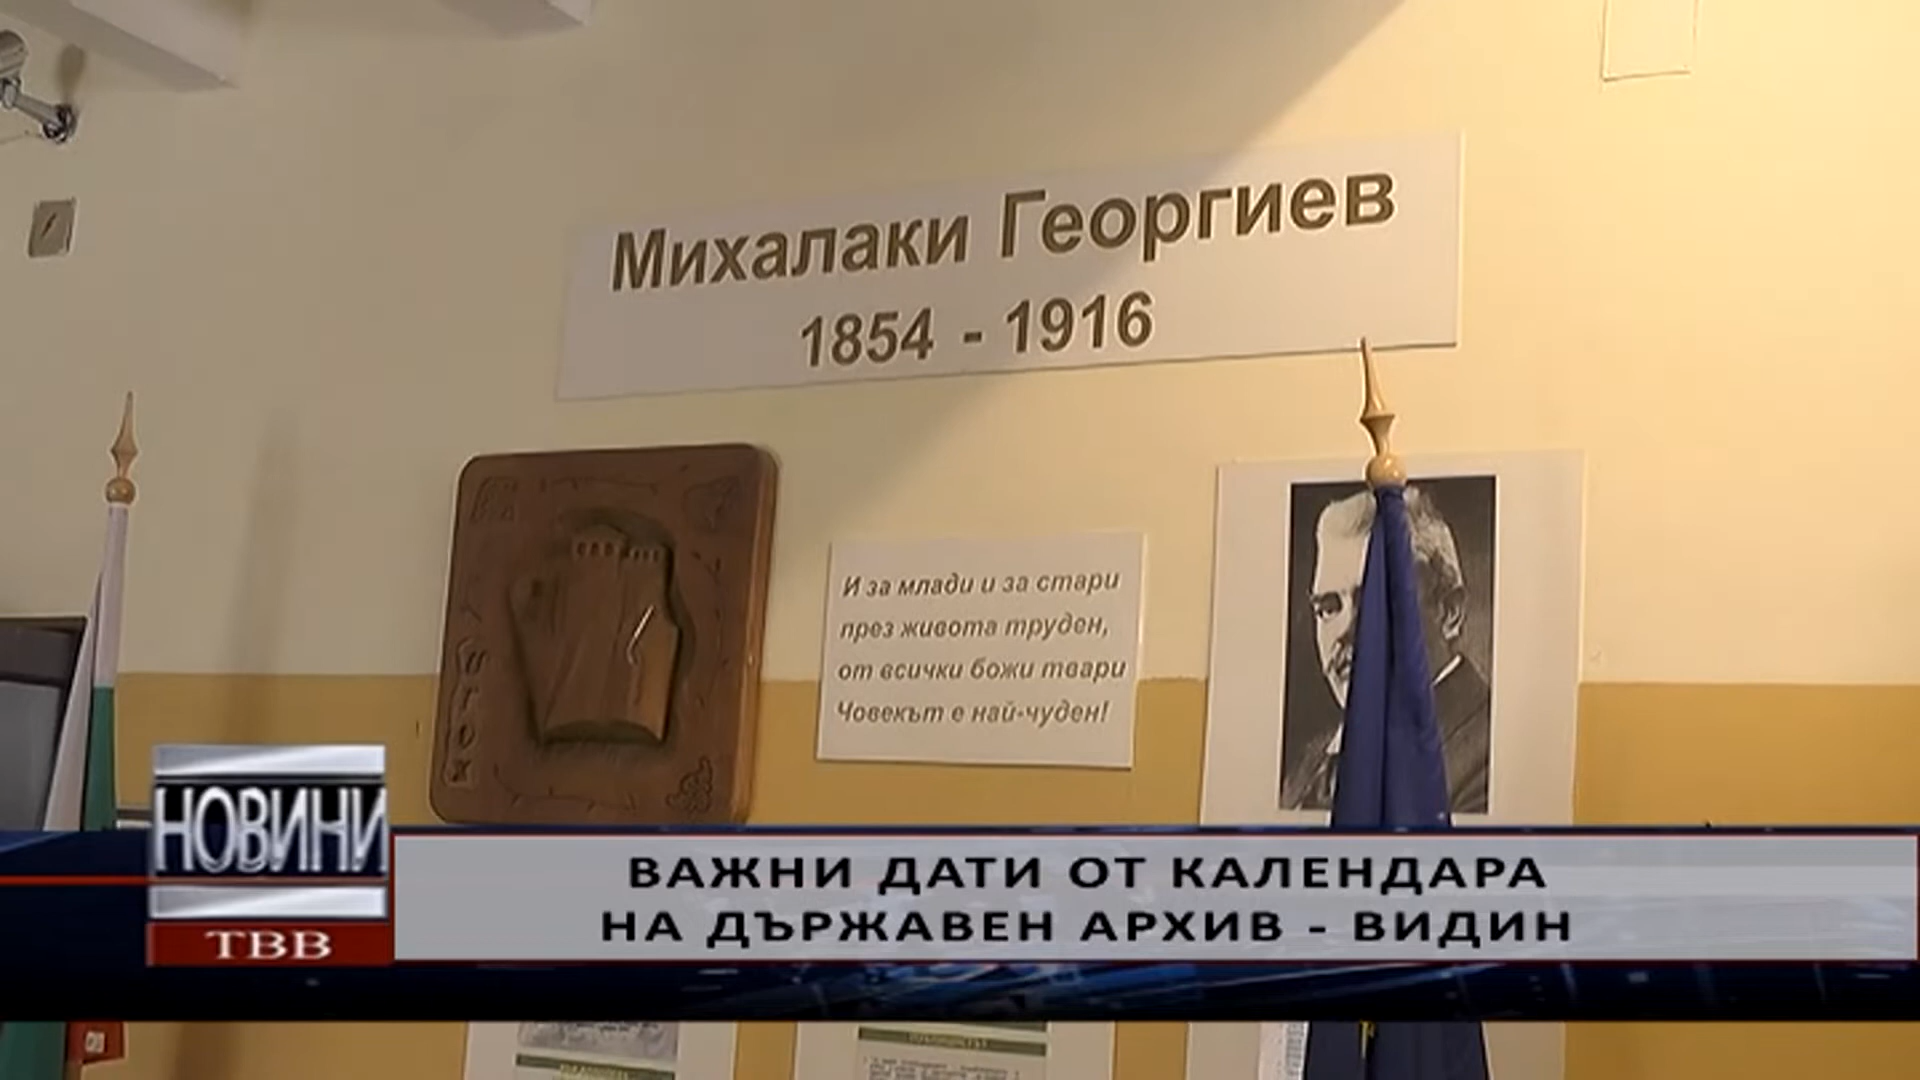 Михалаки Георгиев
1854 - 1916
И за млади и за стари
през живота труден,
от всички божи твари
Човекът е най-чуден!
НОВИНИ
ТВВ
ВАЖНИ ДАТИ ОТ КАЛЕНДАРА
НА ДЪРЖАВЕН АРХИВ - ВИДИН